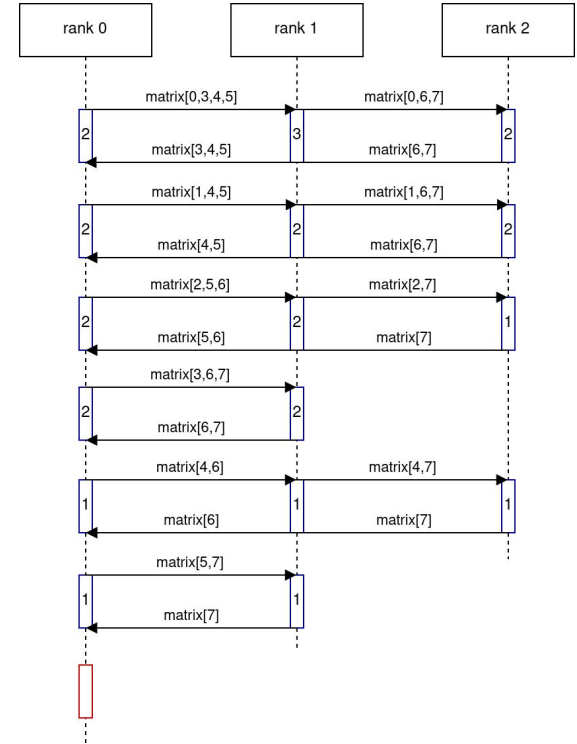 rank 0
rank 1
rank 2
matrix[0,3,4,5]
matrix[0,6,7]
2
3
2
matrix[3,4,5]
matrix[6,7]
matrix[1,4,5]
matrix[1,6,7]
2
2
2
matrix[4,5]
matrix[6,7]
matrix[2,5,6]
matrix[2,7]
2
2
1
matrix[5,6]
matrix[7]
matrix[3,6,7]
2
2
matrix[6,7]
matrix[4,6]
matrix[4,7]
1
1
1
matrix[6]
matrix[7]
matrix[5,7]
1
1
matrix[7]